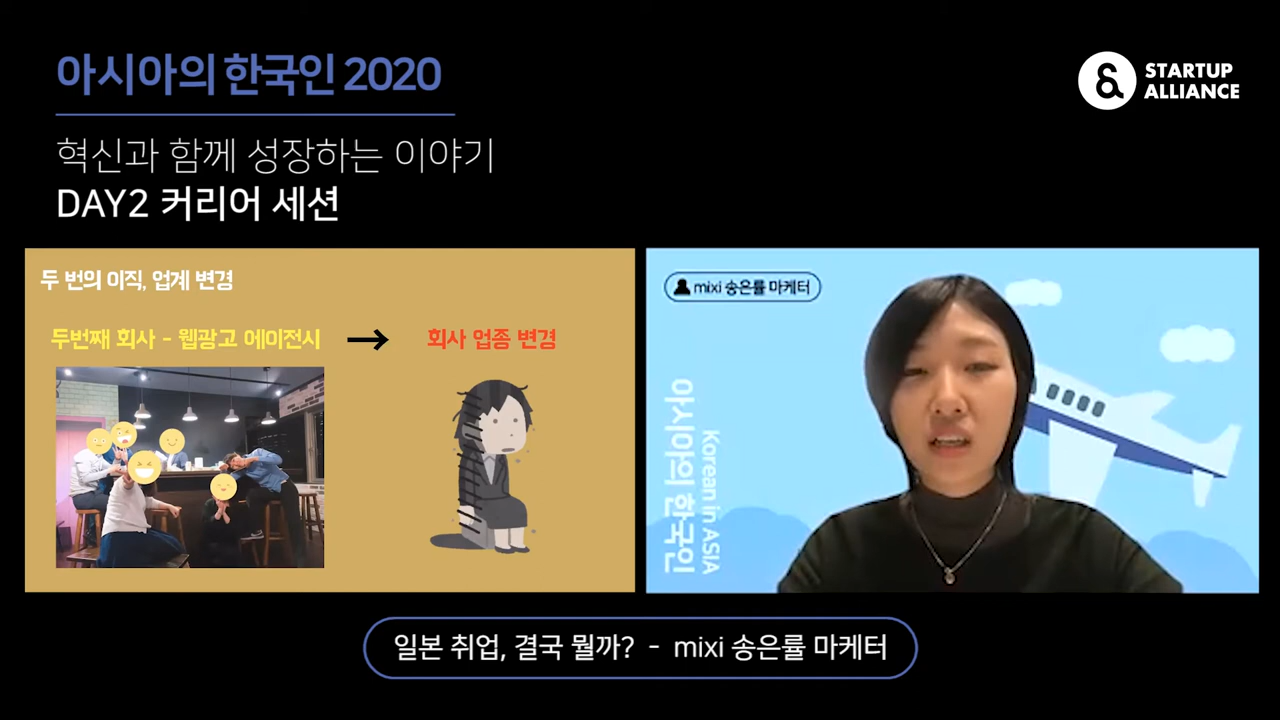 아시아의 한국인 2020
STARTUP
ALLIANCE
혁신과 함께 성장하는 이야기
DAY2 커리어 세션
두 번의 이직, 업계 변경
두번째 회사 - 웹광고 에이전시 → 회사 업종 변경
mixi 송은률 마케터
아시아의 한국인
Korean in ASIA
일본 취업, 결국 뭘까? - mixi 송은률 마케터